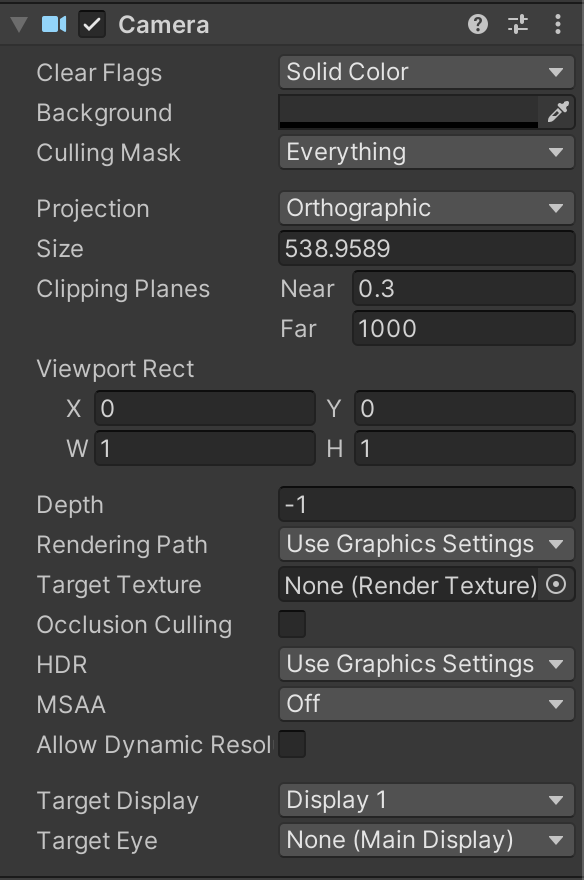 Camera
Clear Flags Solid Color
Background
Culling Mask Everything
Projection Orthographic
Size 538.9589
Clipping Planes Near 0.3
Far 1000
Viewport Rect
X 0 Y 0
W 1 H 1
Depth -1
Rendering Path Use Graphics Settings
Target Texture None (Render Texture)
Occlusion Culling
HDR Use Graphics Settings
MSAA Off
Allow Dynamic Resol
Target Display Display 1
Target Eye None (Main Display)